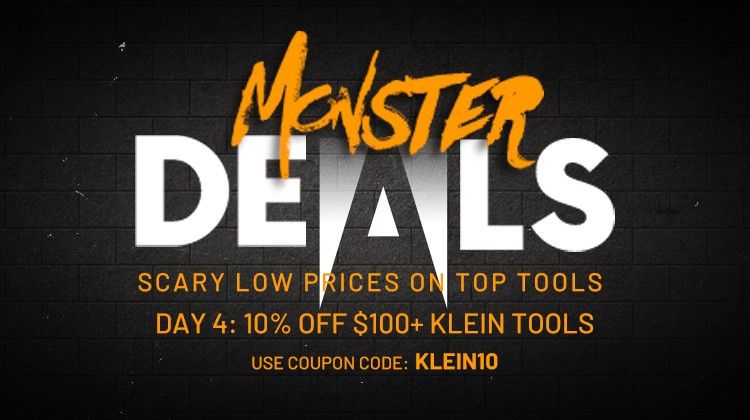 MONSTER
DEALS
SCARY LOW PRICES ON TOP TOOLS
DAY 4: 10% OFF $100+ KLEIN TOOLS
USE COUPON CODE: KLEIN10